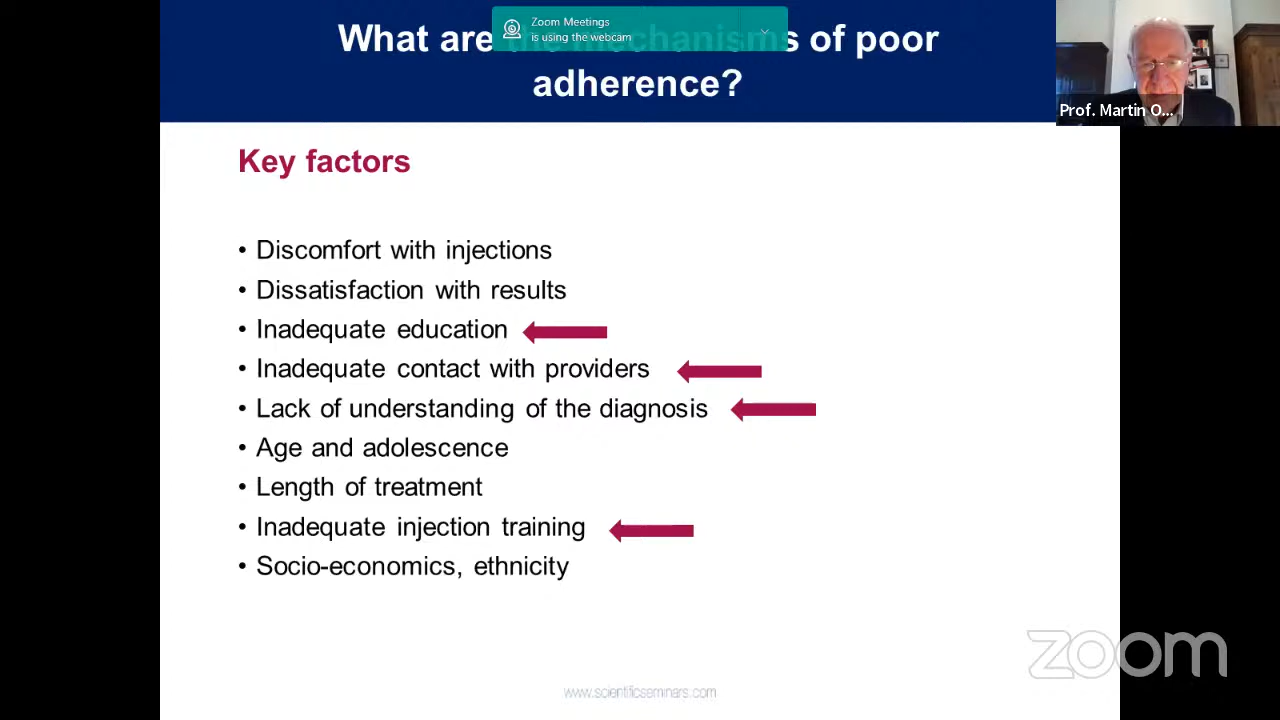 Zoom Meetings
is using the webcam
What are the mechanisms of poor
adherence?
Prof. Martin O...
Key factors
• Discomfort with injections
• Dissatisfaction with results
• Inadequate education
• Inadequate contact with providers
• Lack of understanding of the diagnosis
• Age and adolescence
• Length of treatment
• Inadequate injection training
• Socio-economics, ethnicity
zoom
www.scientificseminars.com